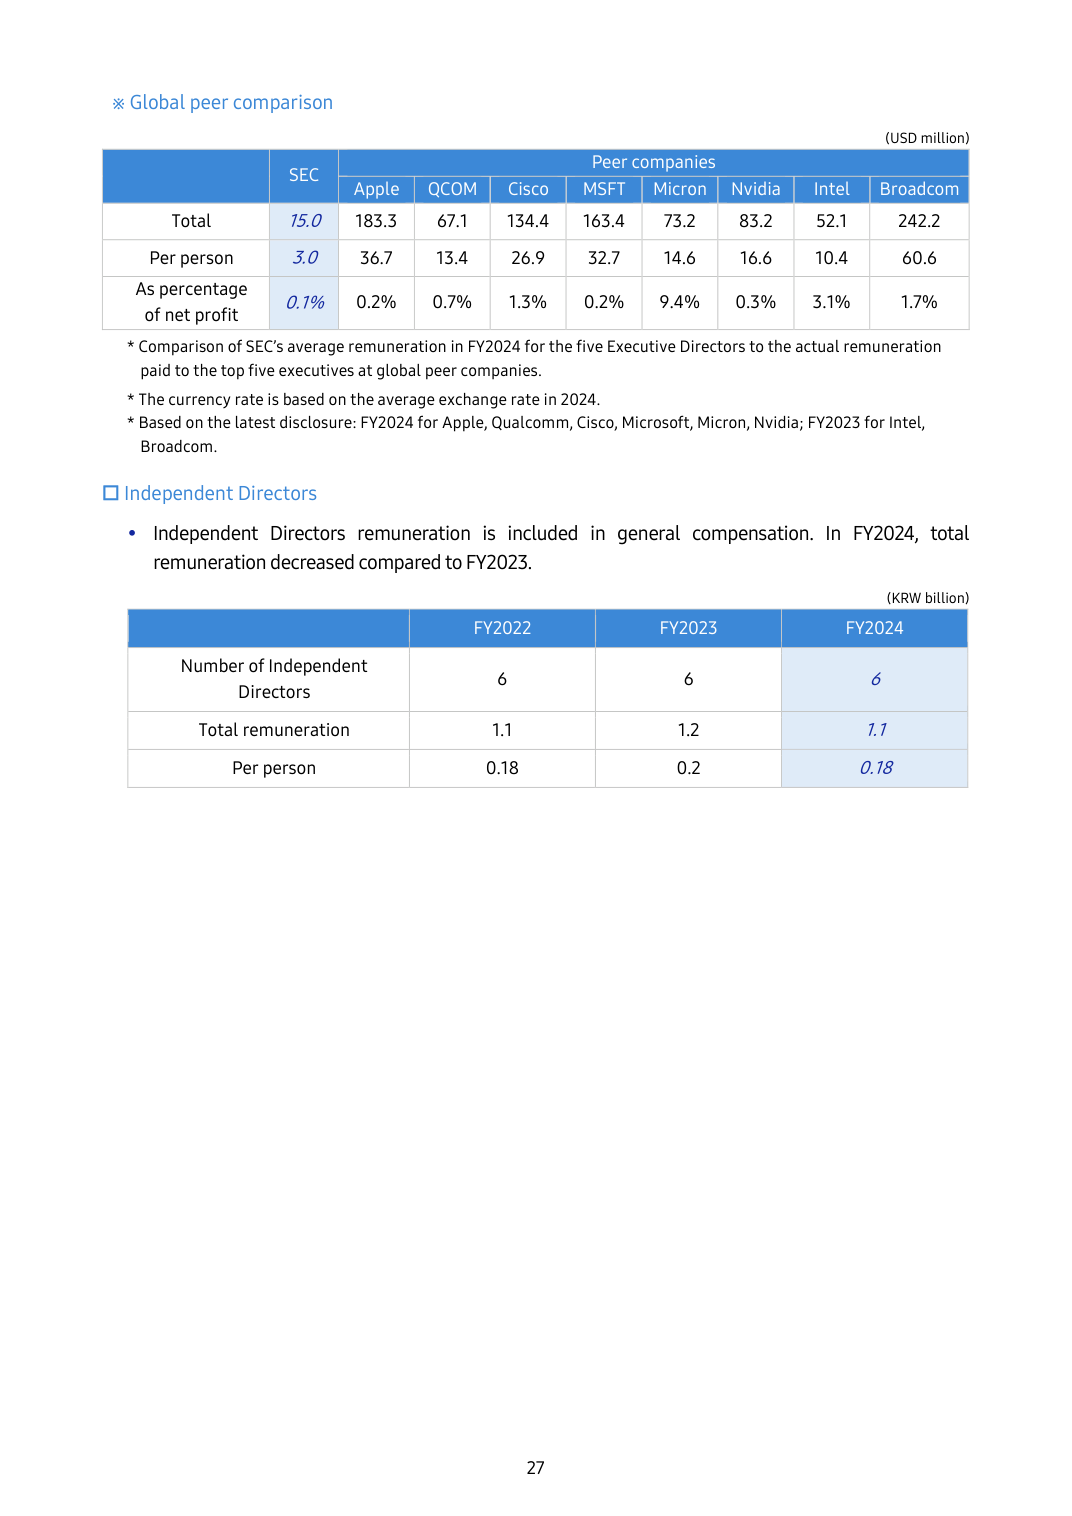 ※ Global peer comparison
(USD million)
SEC Peer companies
Apple QCOM Cisco MSFT Micron Nvidia Intel Broadcom
Total 15.0 183.3 67.1 134.4 163.4 73.2 83.2 52.1 242.2
Per person 3.0 36.7 13.4 26.9 32.7 14.6 16.6 10.4 60.6
As percentage
of net profit 0.1% 0.2% 0.7% 1.3% 0.2% 9.4% 0.3% 3.1% 1.7%
* Comparison of SEC’s average remuneration in FY2024 for the five Executive Directors to the actual remuneration
paid to the top five executives at global peer companies.
* The currency rate is based on the average exchange rate in 2024.
* Based on the latest disclosure: FY2024 for Apple, Qualcomm, Cisco, Microsoft, Micron, Nvidia; FY2023 for Intel,
Broadcom.
□ Independent Directors
• Independent Directors remuneration is included in general compensation. In FY2024, total
remuneration decreased compared to FY2023.
(KRW billion)
FY2022 FY2023 FY2024
Number of Independent
Directors 6 6 6
Total remuneration 1.1 1.2 1.1
Per person 0.18 0.2 0.18
27